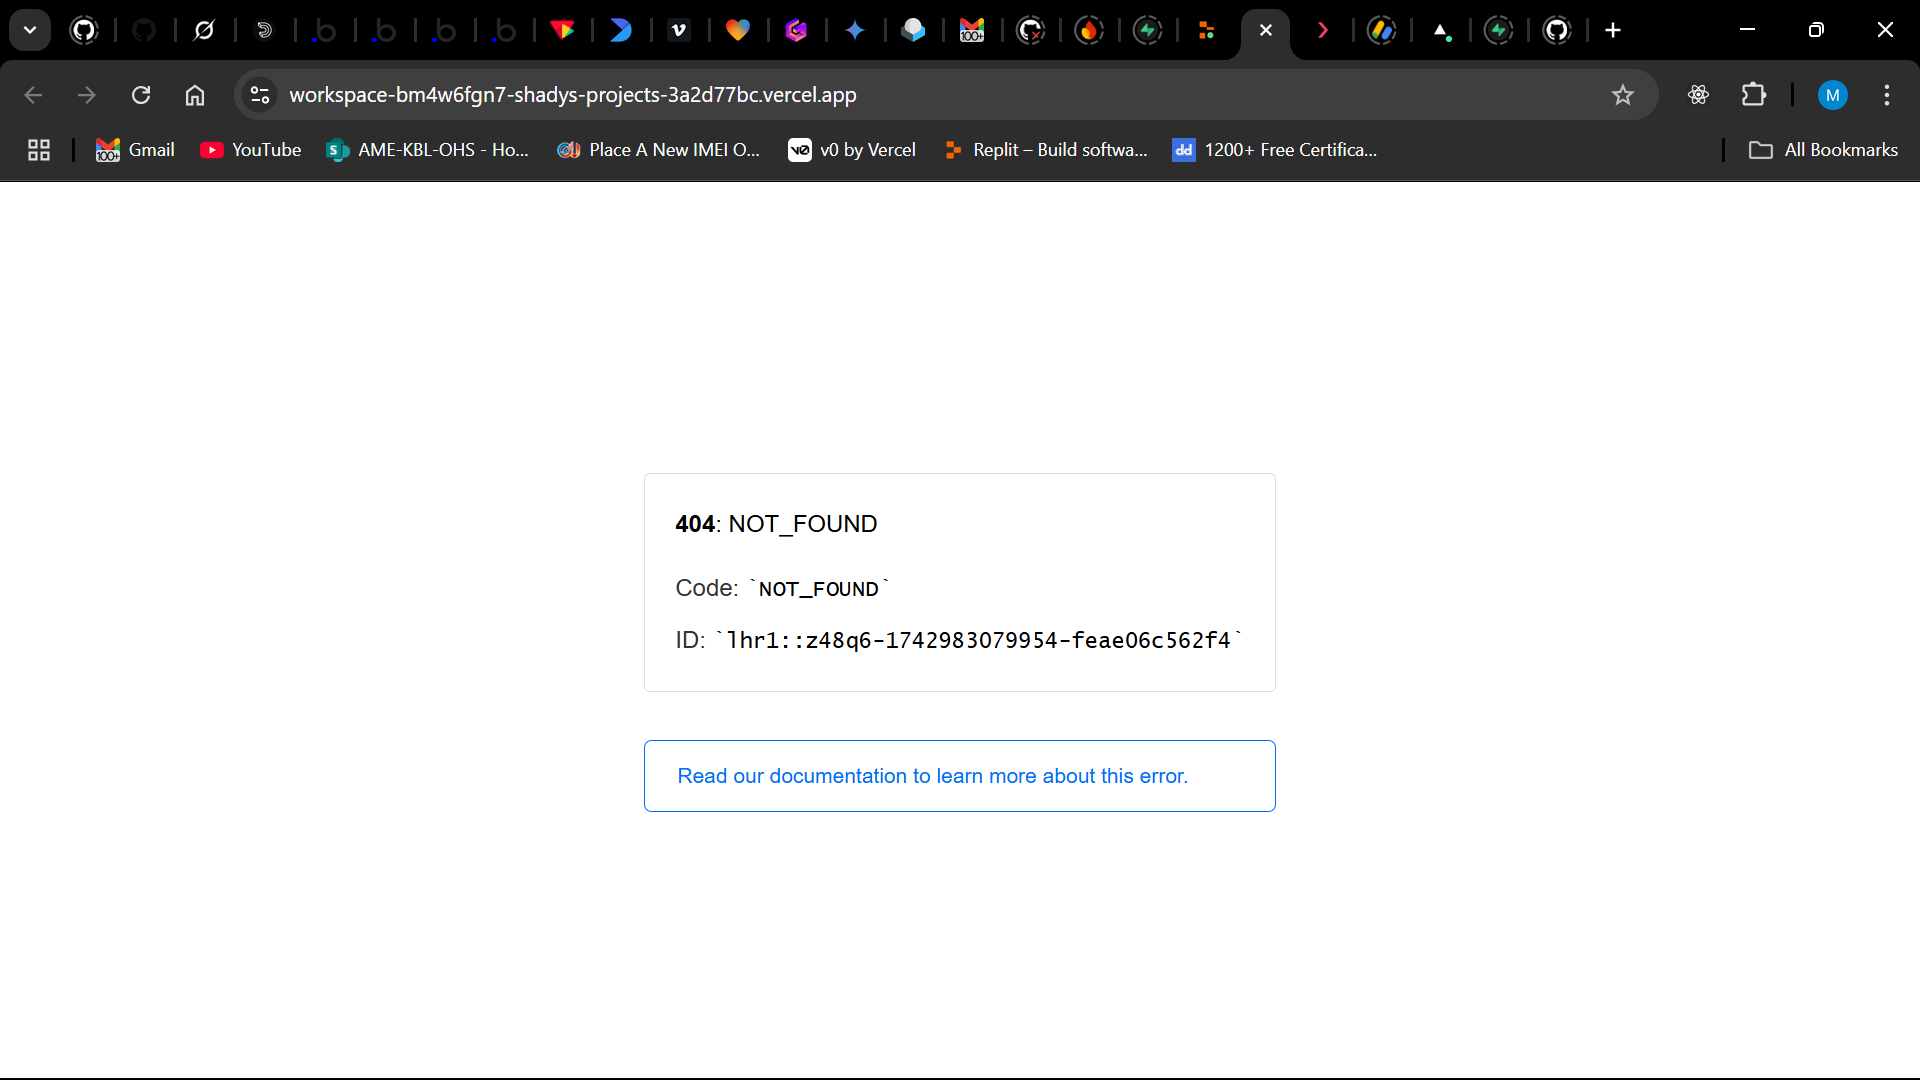 workspace-bm4w6fgn7-shadys-projects-3a2d77bc.vercel.app
M
Gmail
YouTube
AME-KBL-OHS - Ho...
Place A New IMEI O...
v0 by Vercel
Replit – Build softwa...
1200+ Free Certifica...
All Bookmarks
404: NOT_FOUND
Code: `NOT_FOUND`
ID: `lhr1::z48q6-1742983079954-feae06c562f4`
Read our documentation to learn more about this error.